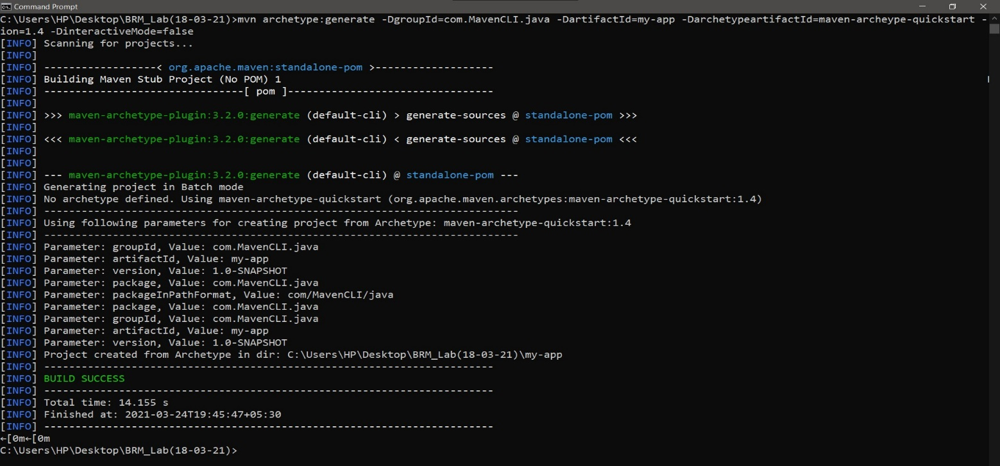 Command Prompt
C:\Users\HP\Desktop\BRM_Lab(18-03-21)>mvn archetype:generate -DgroupId=com.MavenCLI.java -DartifactId=my-app -DarchetypeartifactId=maven-archeype-quickstart -
ion=1.4 -DinteractiveMode=false
[INFO] Scanning for projects...
[INFO]
[INFO] ------------------< org.apache.maven:standalone-pom >-------------------
[INFO] Building Maven Stub Project (No POM) 1
[INFO] --------------------------------[ pom ]---------------------------------
[INFO]
[INFO] >>> maven-archetype-plugin:3.2.0:generate (default-cli) > generate-sources @ standalone-pom >>>
[INFO]
[INFO] <<< maven-archetype-plugin:3.2.0:generate (default-cli) < generate-sources @ standalone-pom <<<
[INFO]
[INFO]
[INFO] --- maven-archetype-plugin:3.2.0:generate (default-cli) @ standalone-pom ---
[INFO] Generating project in Batch mode
[INFO] No archetype defined. Using maven-archetype-quickstart (org.apache.maven.archetypes:maven-archetype-quickstart:1.4)
[INFO] ----------------------------------------------------------------------------
[INFO] Using following parameters for creating project from Archetype: maven-archetype-quickstart:1.4
[INFO] ----------------------------------------------------------------------------
[INFO] Parameter: groupId, Value: com.MavenCLI.java
[INFO] Parameter: artifactId, Value: my-app
[INFO] Parameter: version, Value: 1.0-SNAPSHOT
[INFO] Parameter: package, Value: com.MavenCLI.java
[INFO] Parameter: packageInPathFormat, Value: com/MavenCLI/java
[INFO] Parameter: package, Value: com.MavenCLI.java
[INFO] Parameter: groupId, Value: com.MavenCLI.java
[INFO] Parameter: artifactId, Value: my-app
[INFO] Parameter: version, Value: 1.0-SNAPSHOT
[INFO] Project created from Archetype in dir: C:\Users\HP\Desktop\BRM_Lab(18-03-21)\my-app
[INFO] ------------------------------------------------------------------------
[INFO] BUILD SUCCESS
[INFO] ------------------------------------------------------------------------
[INFO] Total time: 14.155 s
[INFO] Finished at: 2021-03-24T19:45:47+05:30
[INFO] ------------------------------------------------------------------------
←[0m←[0m
C:\Users\HP\Desktop\BRM_Lab(18-03-21)>